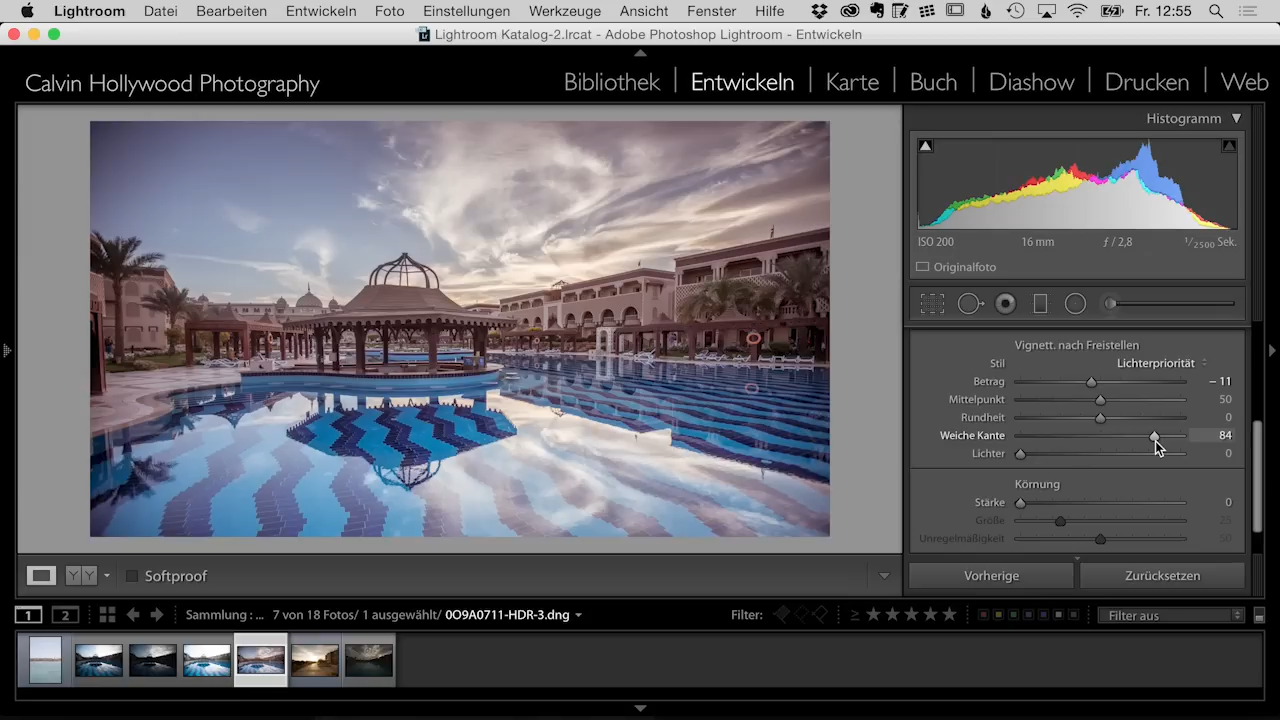 Lightroom Datei Bearbeiten Entwickeln Foto Einstellungen Werkzeuge Ansicht Fenster Hilfe Fr. 12:55
Lightroom Katalog-2.lrcat - Adobe Photoshop Lightroom - Entwickeln
Calvin Hollywood Photography Bibliothek | Entwickeln | Karte | Buch | Diashow | Drucken | Web
Histogramm
ISO 200 16 mm ƒ / 2,8 1/2500 Sek.
Originalfoto
Vignett. nach Freistellen
Stil Lichterpriorität
Betrag – 11
Mittelpunkt 50
Rundheit 0
Weiche Kante 84
Lichter 0
Körnung
Stärke 0
Größe 25
Unregelmäßigkeit 50
Y Y Softproof Vorherige Zurücksetzen
1 2 Sammlung : ... 7 von 18 Fotos/ 1 ausgewählt/ 0O9A0711-HDR-3.dng Filter: ≥ ★ ★ ★ ★ ★ Filter aus